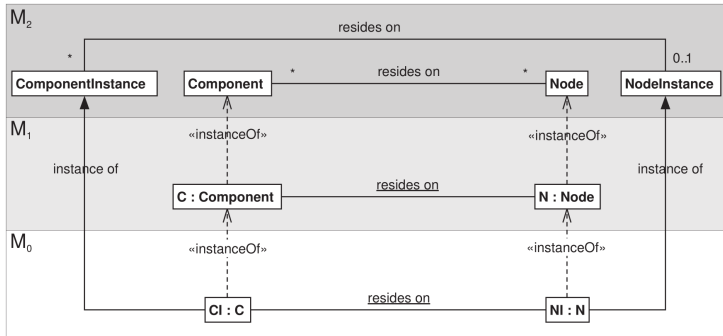 M2
resides on
*
0..1
ComponentInstance
Component
*
resides on
*
Node
NodeInstance
M1
«instanceOf»
«instanceOf»
instance of
instance of
C : Component
resides on
N : Node
M0
«instanceOf»
«instanceOf»
CI : C
resides on
NI : N